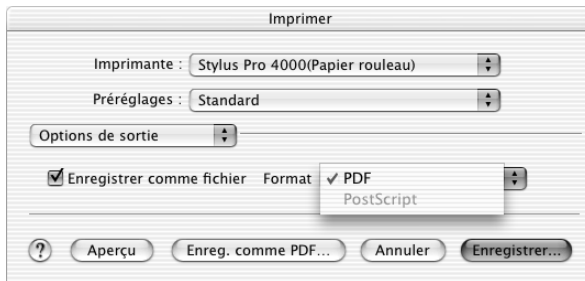 Imprimer
Imprimante : Stylus Pro 4000(Papier rouleau)
Préréglages : Standard
Options de sortie
Enregistrer comme fichier Format ✓ PDF
PostScript
? Aperçu Enreg. comme PDF... Annuler Enregistrer...